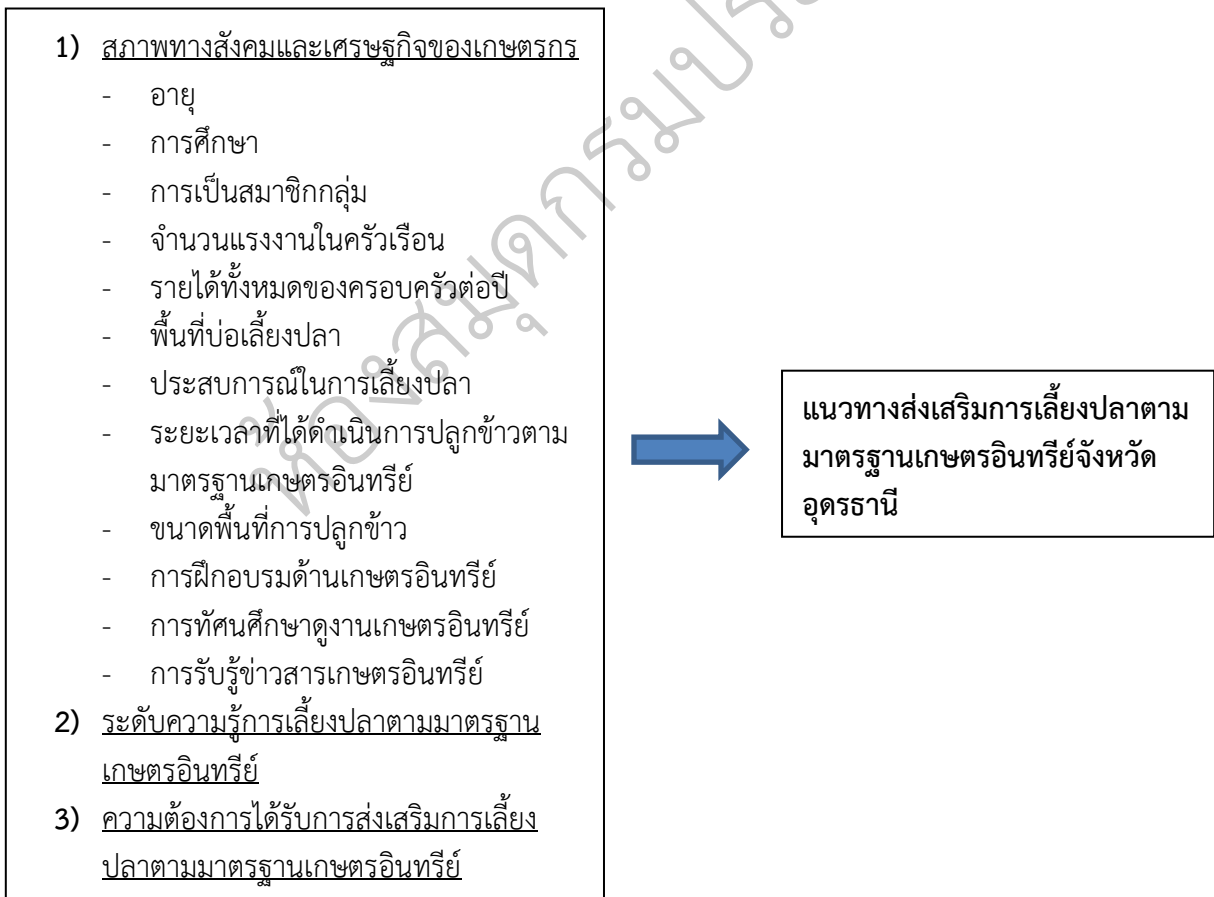 1) สภาพทางสังคมและเศรษฐกิจของเกษตรกร
- อายุ
- การศึกษา
- การเป็นสมาชิกกลุ่ม
- จำนวนแรงงานในครัวเรือน
- รายได้ทั้งหมดของครอบครัวต่อปี
- พื้นที่บ่อเลี้ยงปลา
- ประสบการณ์ในการเลี้ยงปลา
- ระยะเวลาที่ได้ดำเนินการปลูกข้าวตาม
มาตรฐานเกษตรอินทรีย์
- ขนาดพื้นที่การปลูกข้าว
- การฝึกอบรมด้านเกษตรอินทรีย์
- การทัศนศึกษาดูงานเกษตรอินทรีย์
- การรับรู้ข่าวสารเกษตรอินทรีย์
2) ระดับความรู้การเลี้ยงปลาตามมาตรฐาน
เกษตรอินทรีย์
3) ความต้องการได้รับการส่งเสริมการเลี้ยง
ปลาตามมาตรฐานเกษตรอินทรีย์
แนวทางส่งเสริมการเลี้ยงปลาตาม
มาตรฐานเกษตรอินทรีย์จังหวัด
อุดรธานี
ห้องสมุดกรมประ